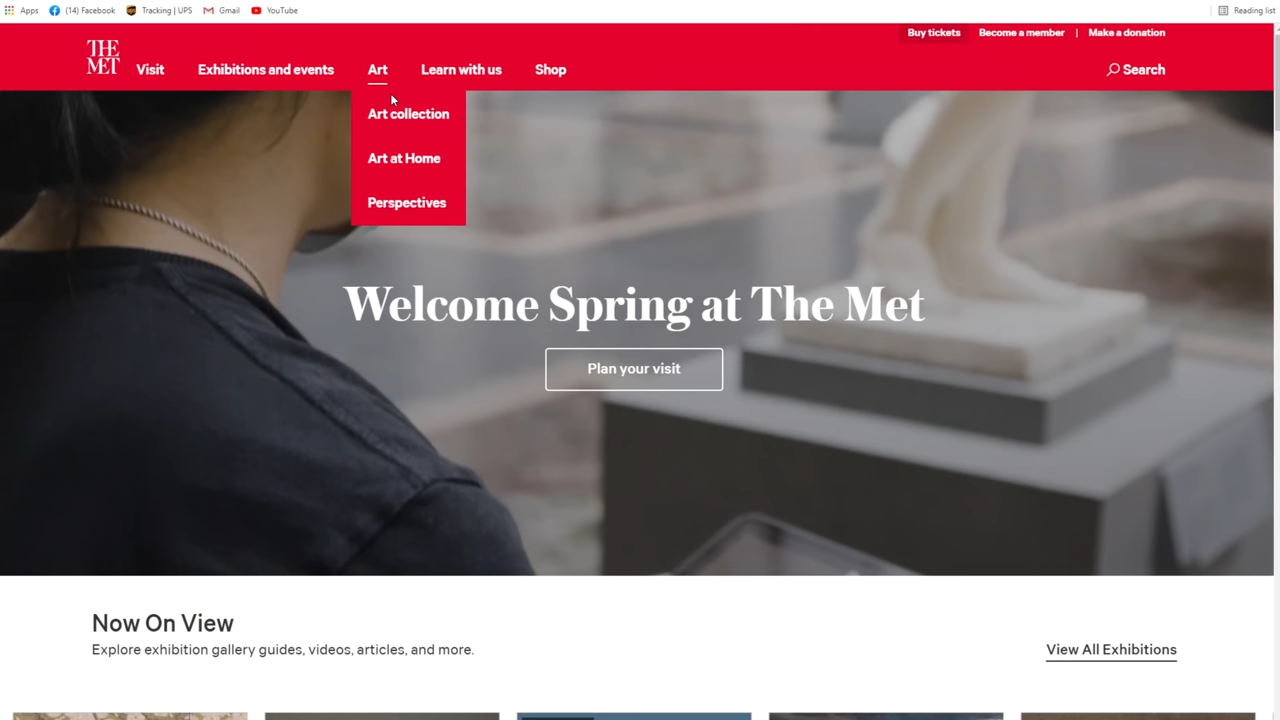 Apps (14) Facebook Tracking | UPS Gmail YouTube Reading list
Buy tickets Become a member | Make a donation
THE
MET
Visit Exhibitions and events Art Learn with us Shop Search
Art collection
Art at Home
Perspectives
Welcome Spring at The Met
Plan your visit
Now On View
Explore exhibition gallery guides, videos, articles, and more.
View All Exhibitions